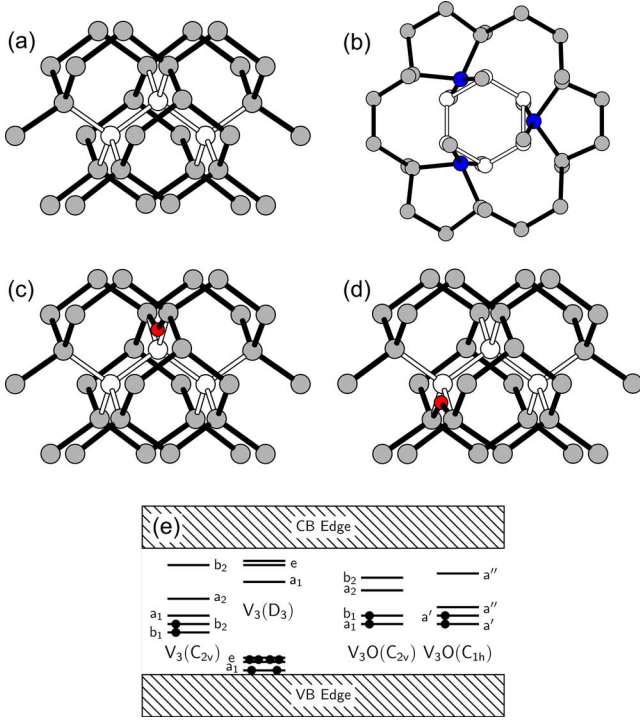 (a)
(b)
(c)
(d)
(e)
CB Edge
b₂
a₂
a₁
b₂
b₁
V₃(C₂ᵥ)
e
a₁
V₃(D₃)
e
a₁
b₂
a₂
b₁
a₁
V₃O(C₂ᵥ)
a′′
a′′
a′
a′
V₃O(C₁ₕ)
VB Edge